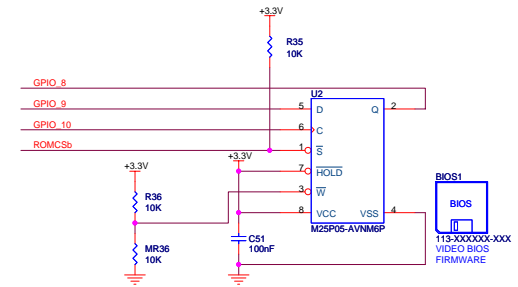 +3.3V
R35
10K
GPIO_8
U2
GPIO_9
5 D Q 2
GPIO_10
6 C
ROMCSb
1 S
+3.3V +3.3V
7 HOLD
BIOS1
R36
10K
3 W
BIOS
8 VCC VSS 4
M25P05-AVNM6P
MR36
10K
C51
100nF
113-XXXXXX-XXX
VIDEO BIOS
FIRMWARE